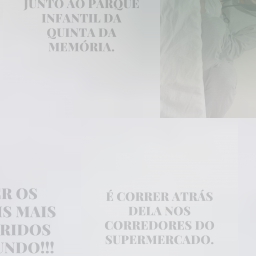 JUNTO AO PARQUE
INFANTIL DA
QUINTA DA
MEMÓRIA.
R OS
S MAIS
RIDOS
UNDO!!!
É CORRER ATRÁS
DELA NOS
CORREDORES DO
SUPERMERCADO.